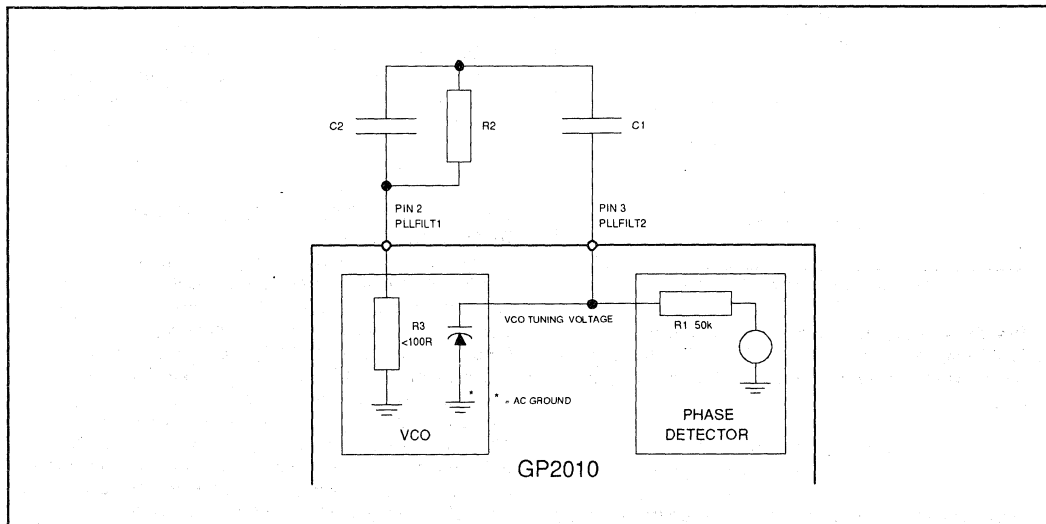 C2
R2
C1
PIN 2
PLLFILT1
PIN 3
PLLFILT2
R3
<100R
VCO TUNING VOLTAGE
R1 50k
* * = AC GROUND
VCO
PHASE
DETECTOR
GP2010